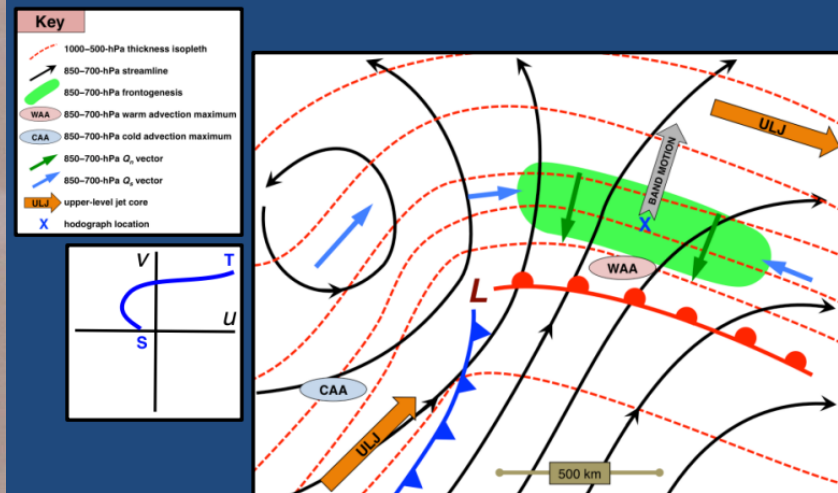 Key
1000–500-hPa thickness isopleth
850–700-hPa streamline
850–700-hPa frontogenesis
WAA 850–700-hPa warm advection maximum
CAA 850–700-hPa cold advection maximum
850–700-hPa Qn vector
850–700-hPa Qs vector
ULJ upper-level jet core
X hodograph location
V
T
u
S
ULJ
BAND MOTION
X
WAA
L
CAA
ULJ
500 km